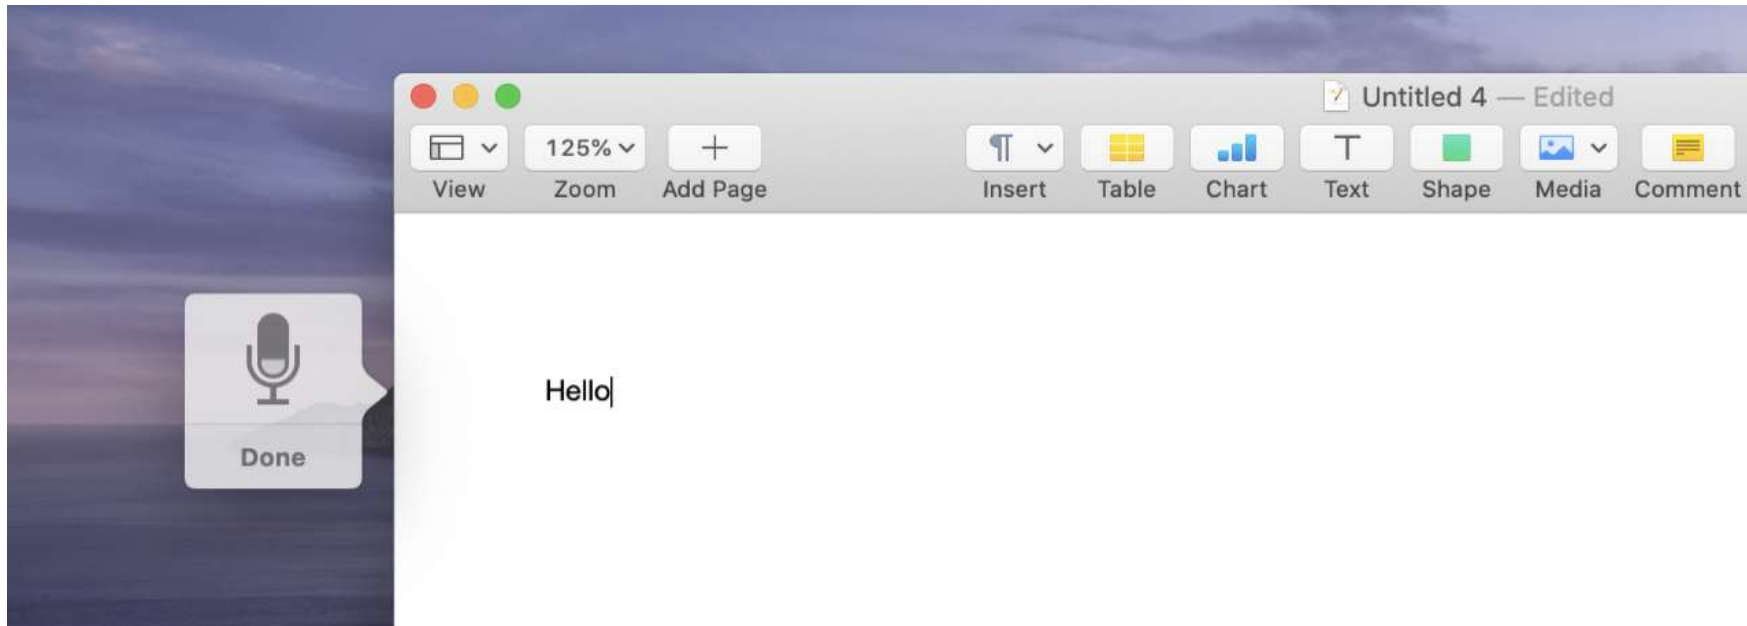 Untitled 4 — Edited
125%
View Zoom Add Page Insert Table Chart Text Shape Media Comment
Hello
Done